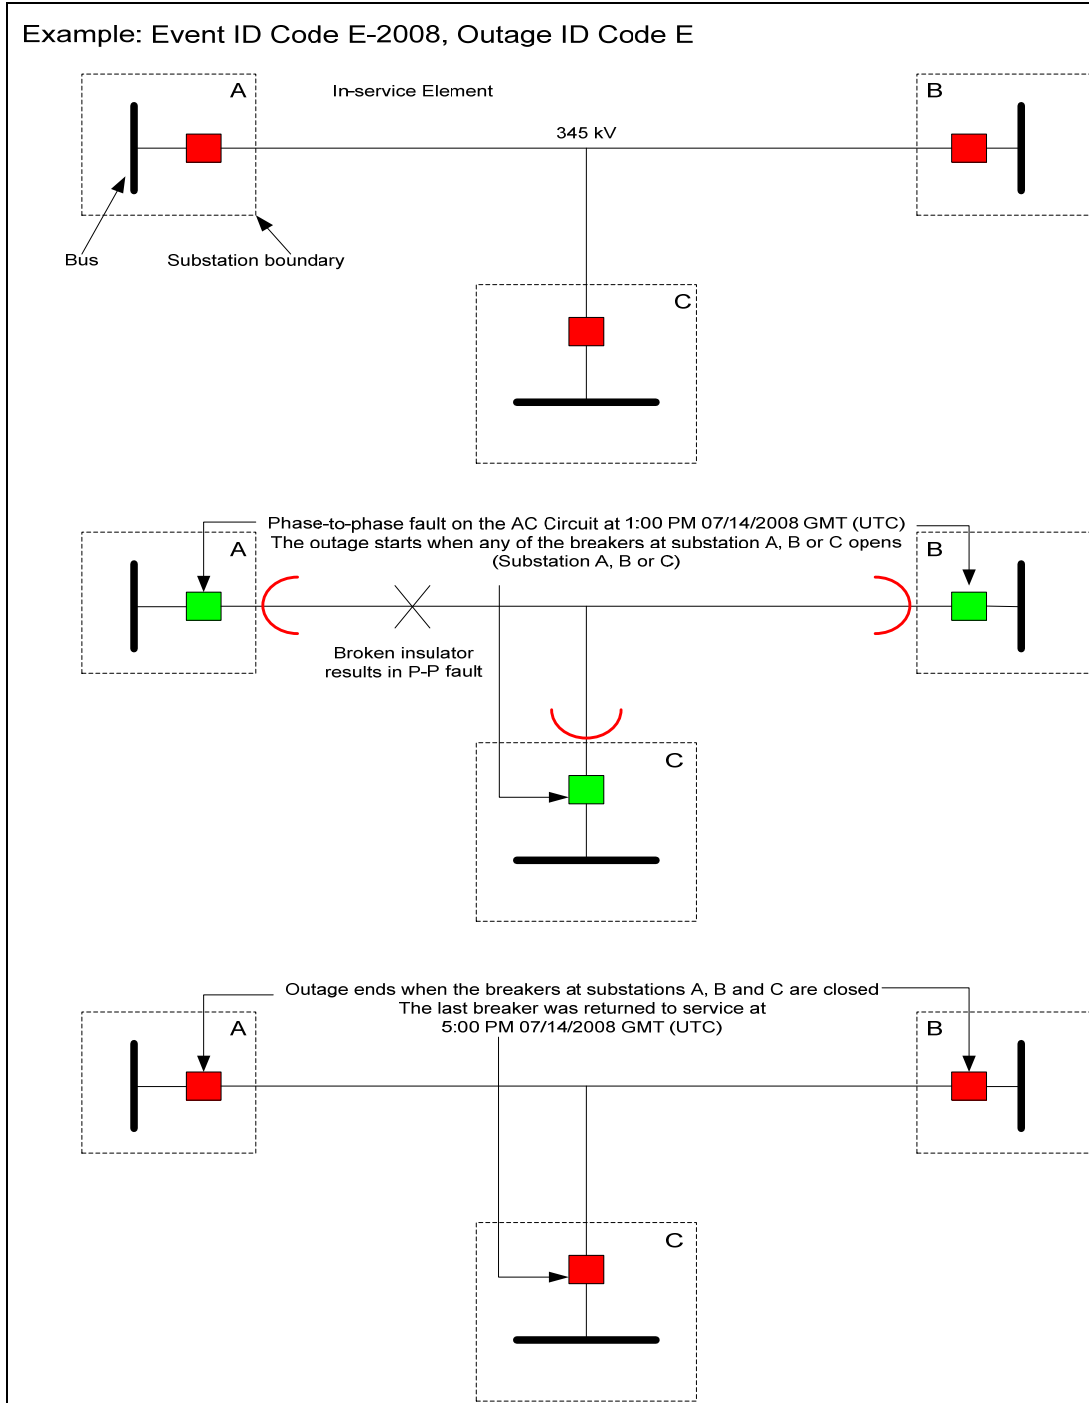 Example: Event ID Code E-2008, Outage ID Code E
A
In-service Element
B
345 kV
Bus
Substation boundary
C
Phase-to-phase fault on the AC Circuit at 1:00 PM 07/14/2008 GMT (UTC)
The outage starts when any of the breakers at substation A, B or C opens
(Substation A, B or C)
A
B
Broken insulator
results in P-P fault
C
Outage ends when the breakers at substations A, B and C are closed
The last breaker was returned to service at
5:00 PM 07/14/2008 GMT (UTC)
A
B
C